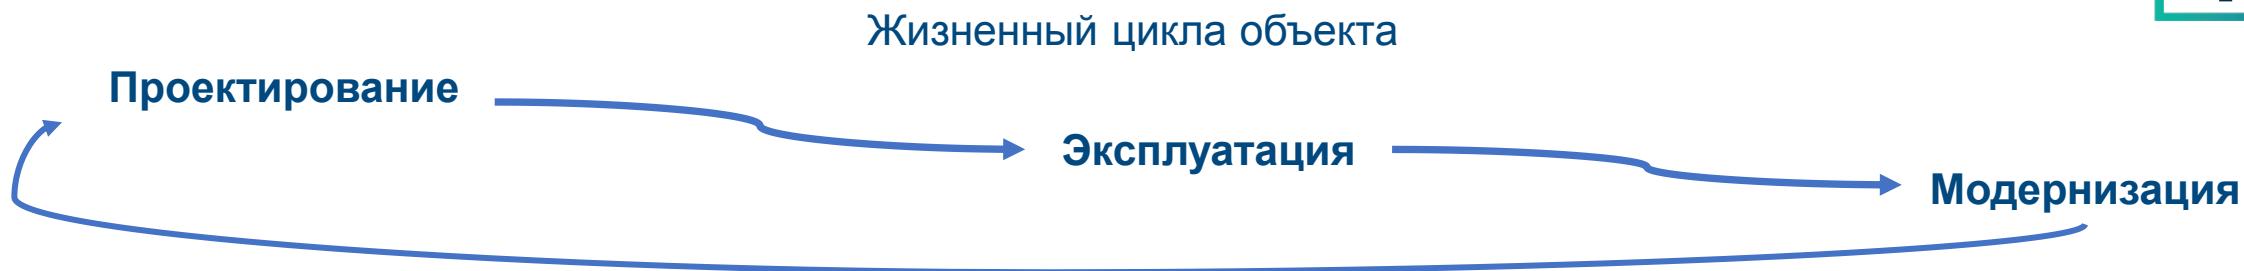 Жизненный цикла объекта
Проектирование
Эксплуатация
Модернизация